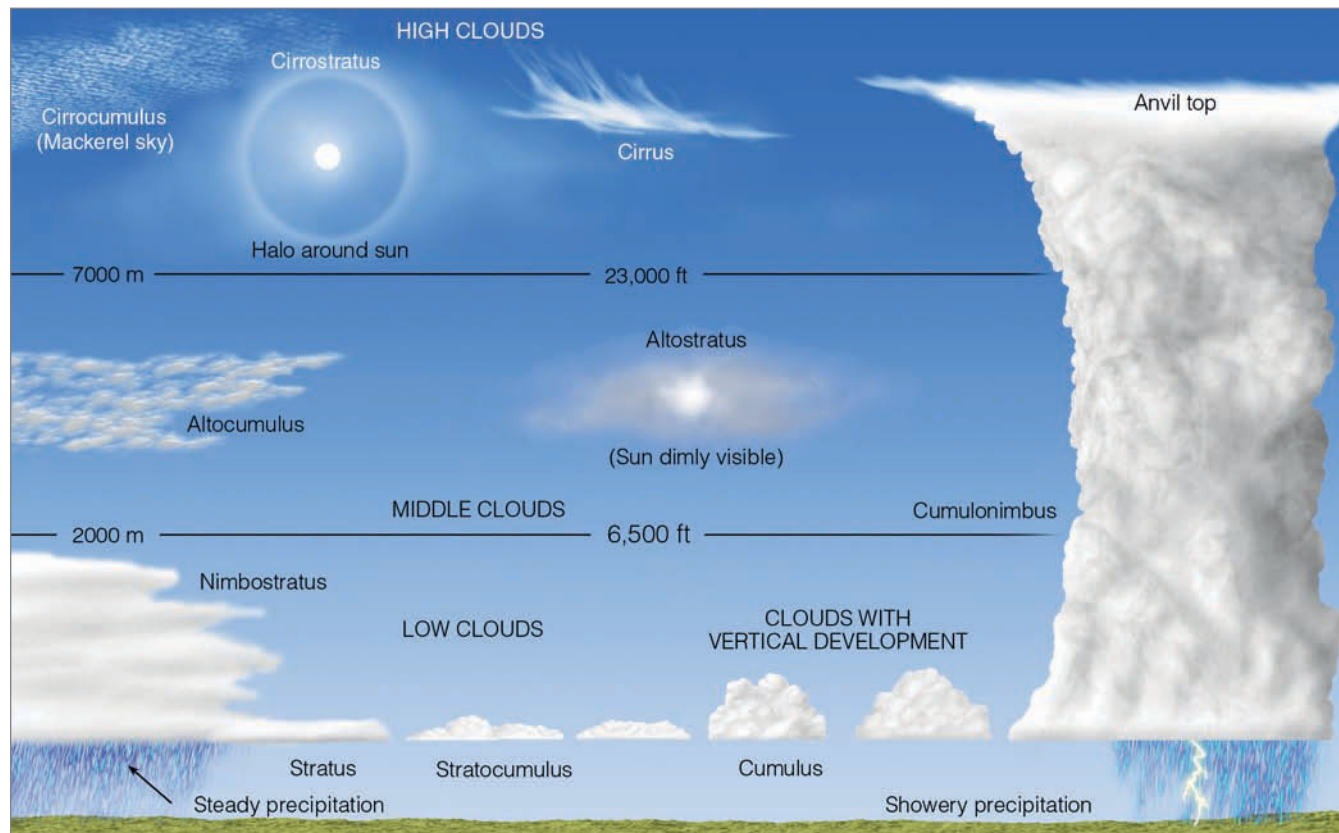 HIGH CLOUDS
Cirrostratus
Cirrocumulus
(Mackerel sky)
Cirrus
Anvil top
Halo around sun
7000 m
23,000 ft
Altostratus
Altocumulus
(Sun dimly visible)
MIDDLE CLOUDS
Cumulonimbus
2000 m
6,500 ft
Nimbostratus
LOW CLOUDS
CLOUDS WITH
VERTICAL DEVELOPMENT
Stratus
Stratocumulus
Cumulus
Steady precipitation
Showery precipitation